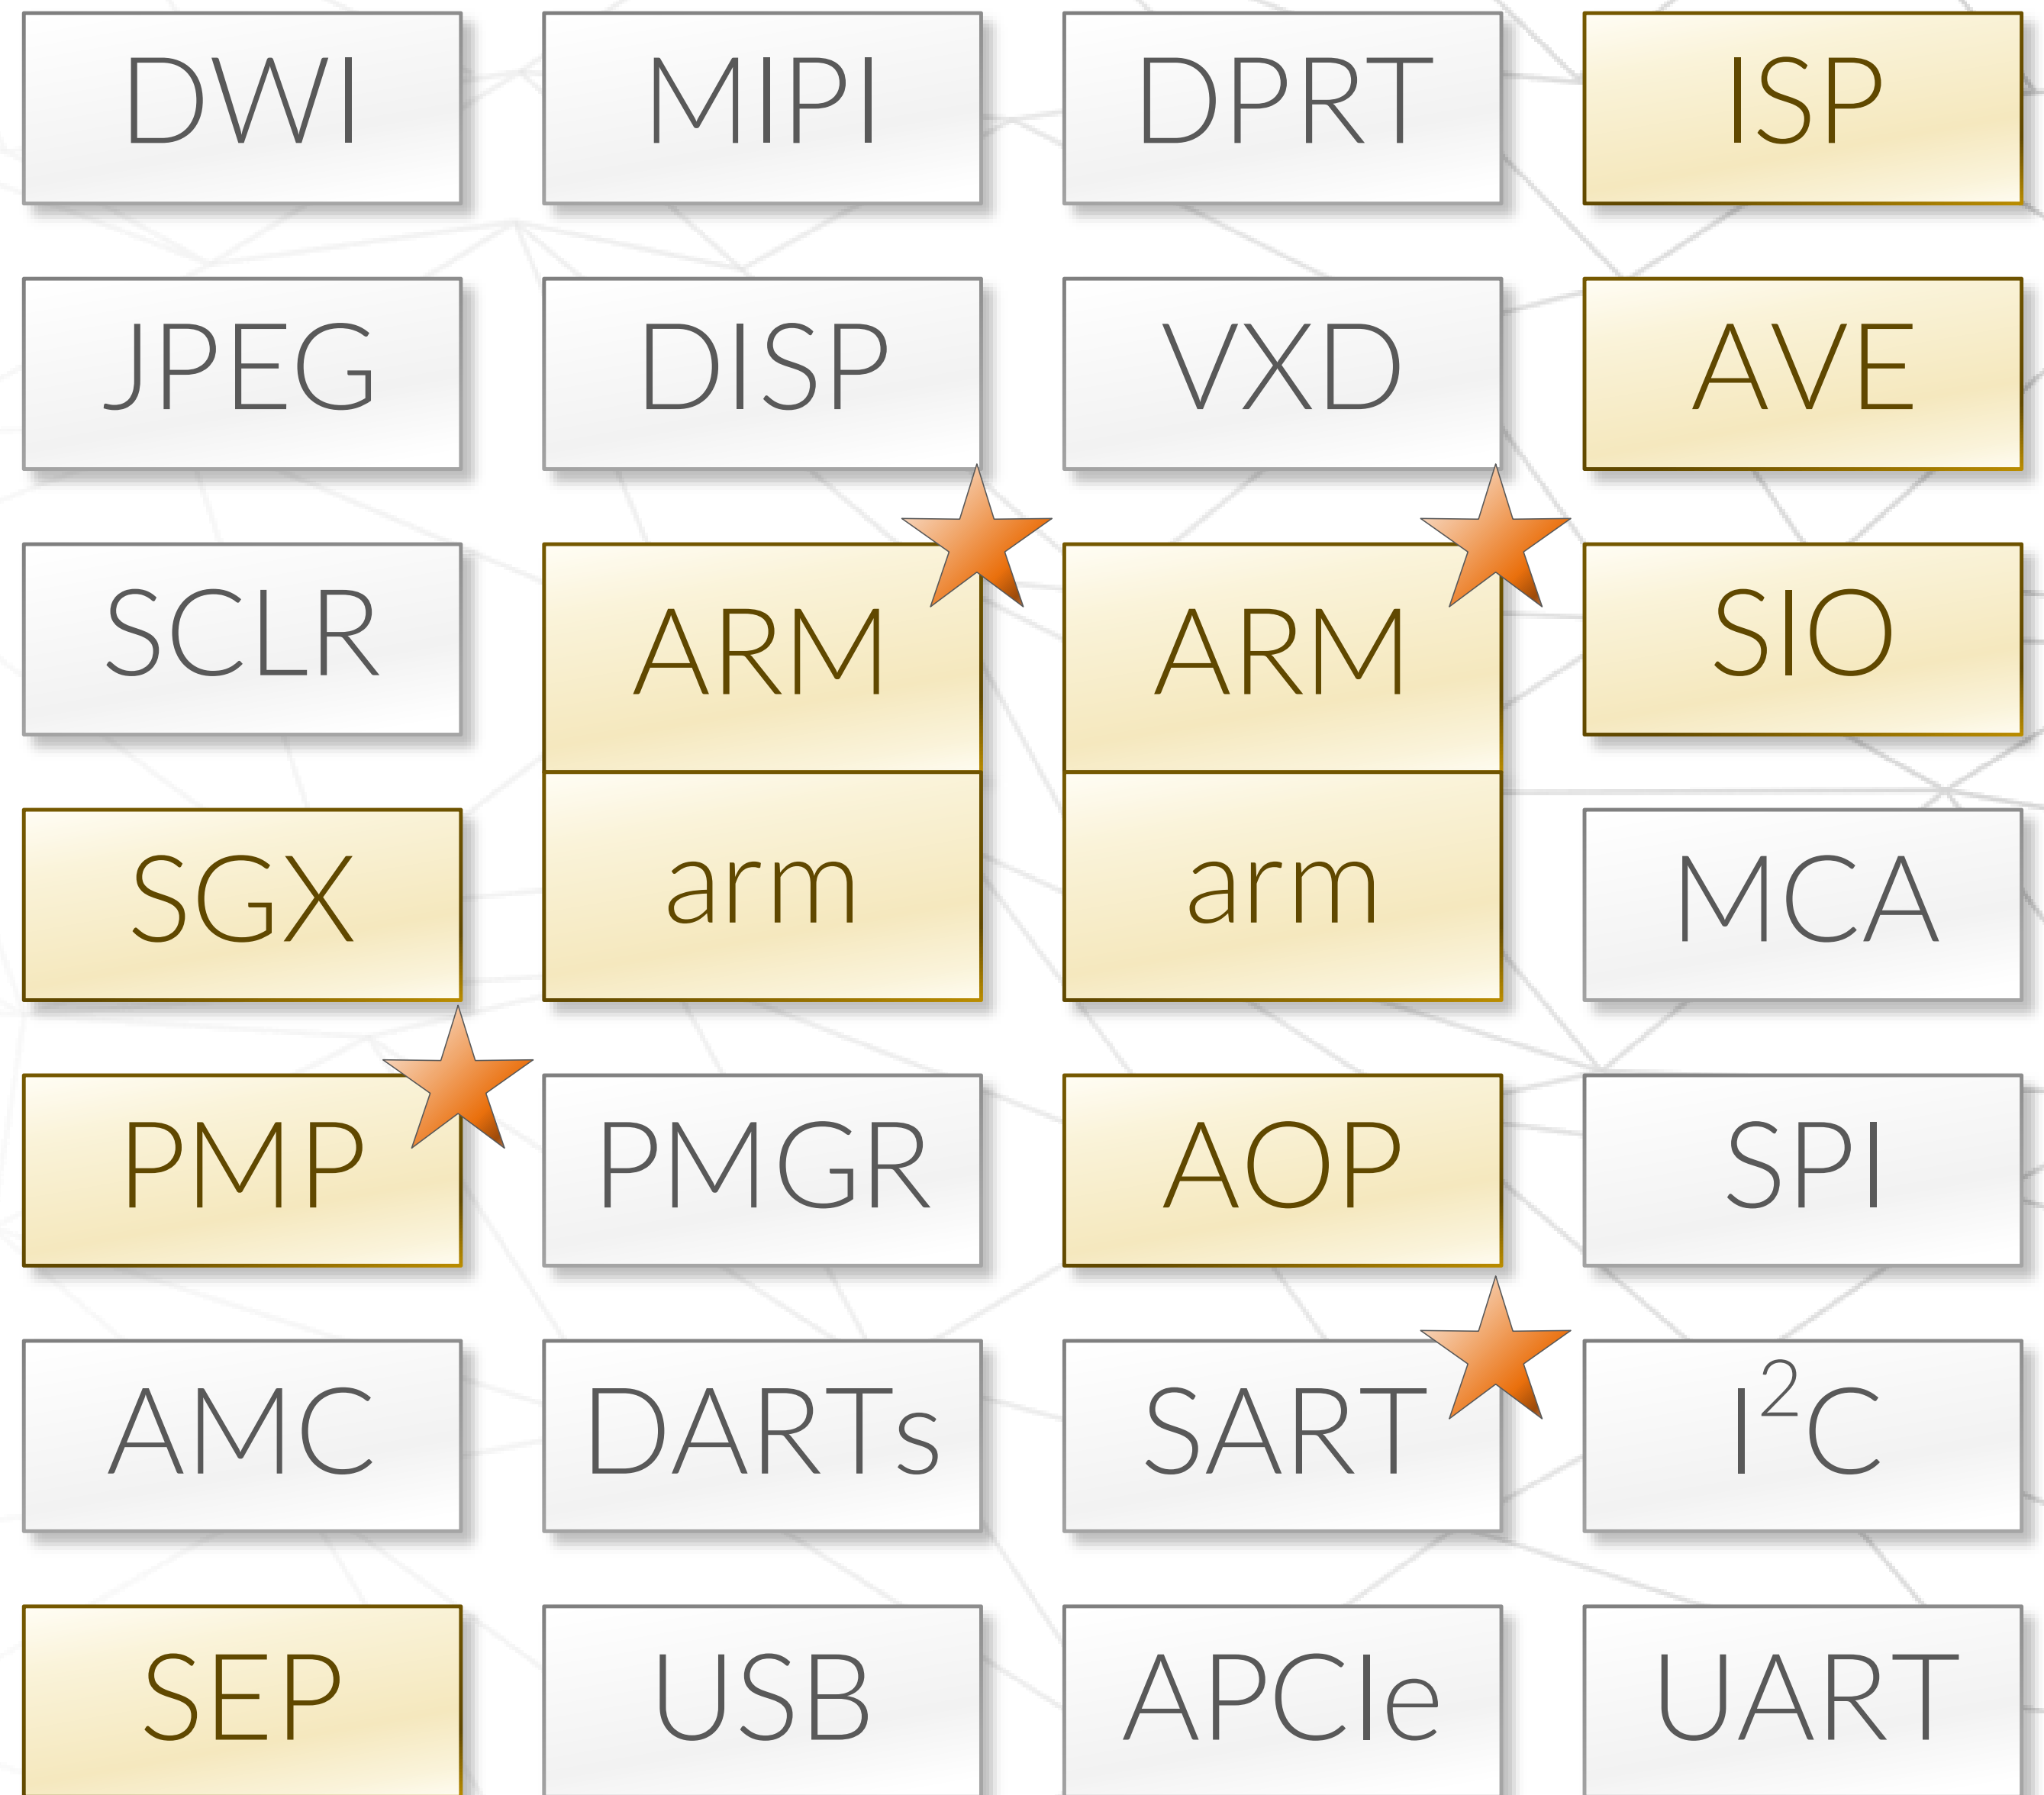 DWI
MIPI
DPRT
ISP
JPEG
DISP
VXD
AVE
SCLR
ARM
ARM
SIO
SGX
arm
arm
MCA
PMP
PMGR
AOP
SPI
AMC
DARTs
SART
I²C
SEP
USB
APCIe
UART